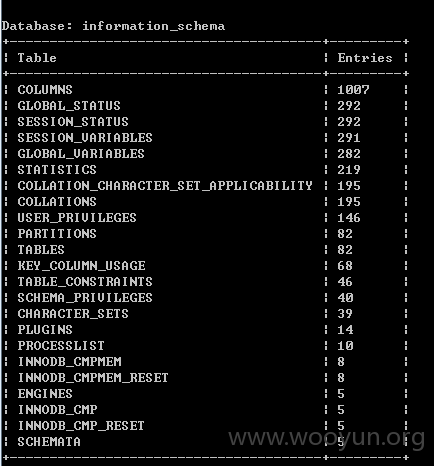 Database: information_schema
| Table | Entries |
| COLUMNS | 1007 |
| GLOBAL_STATUS | 292 |
| SESSION_STATUS | 292 |
| SESSION_VARIABLES | 291 |
| GLOBAL_VARIABLES | 282 |
| STATISTICS | 219 |
| COLLATION_CHARACTER_SET_APPLICABILITY | 195 |
| COLLATIONS | 195 |
| USER_PRIVILEGES | 146 |
| PARTITIONS | 82 |
| TABLES | 82 |
| KEY_COLUMN_USAGE | 68 |
| TABLE_CONSTRAINTS | 46 |
| SCHEMA_PRIVILEGES | 40 |
| CHARACTER_SETS | 39 |
| PLUGINS | 14 |
| PROCESSLIST | 10 |
| INNODB_CMPMEM | 8 |
| INNODB_CMPMEM_RESET | 8 |
| ENGINES | 5 |
| INNODB_CMP | 5 |
| INNODB_CMP_RESET | 5 |
| SCHEMATA | 5 |
www.wooyun.org